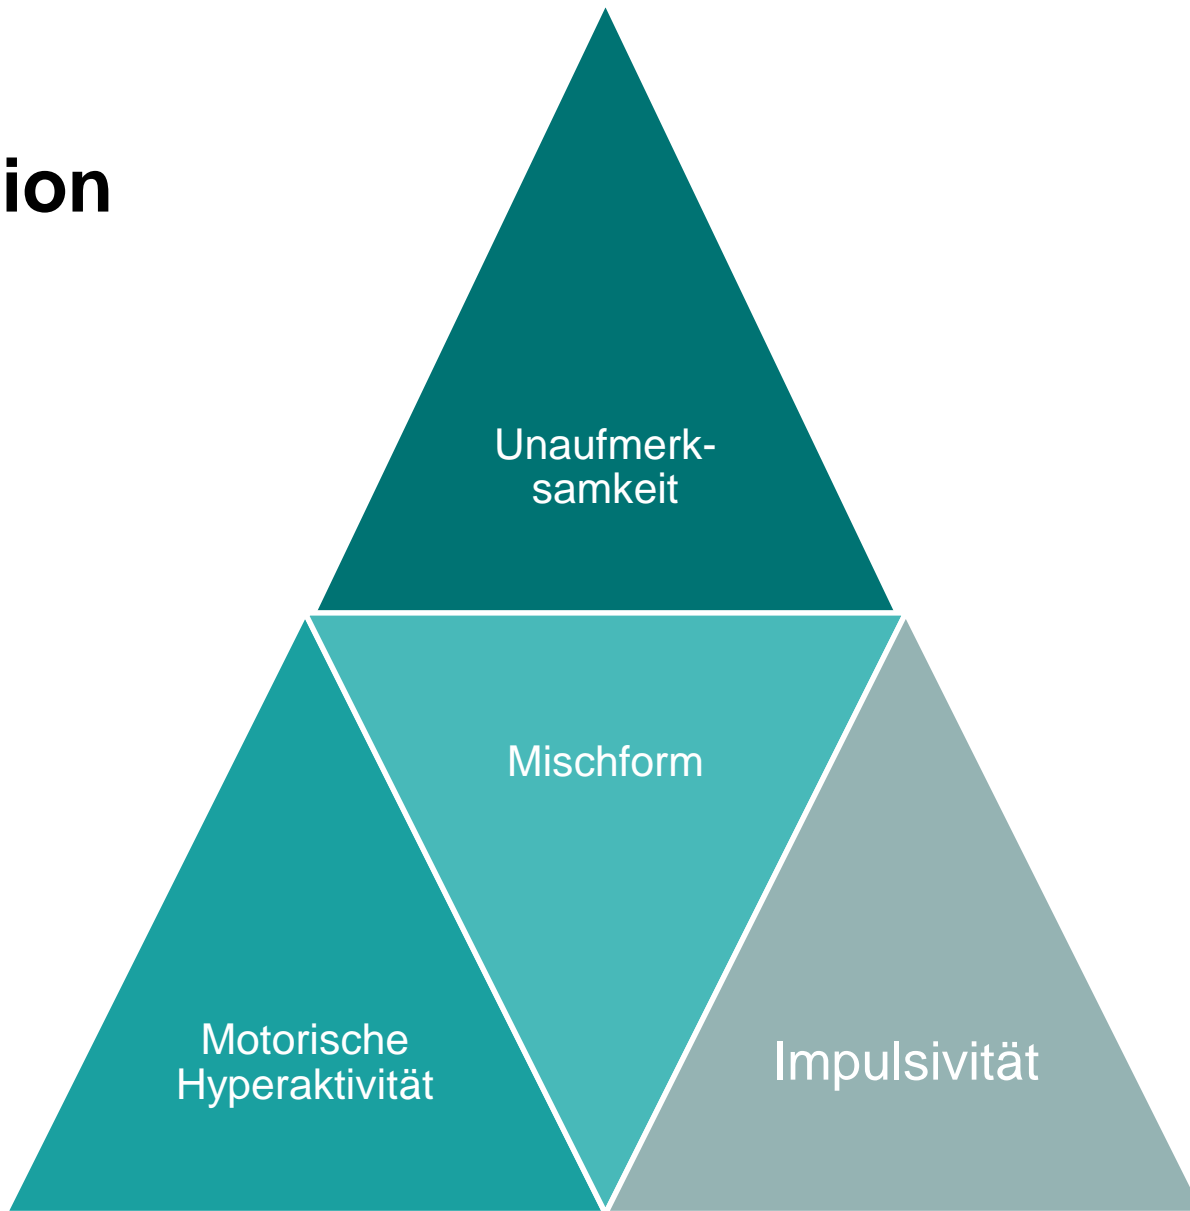 ion
Unaufmerk-
samkeit
Mischform
Motorische
Hyperaktivität
Impulsivität